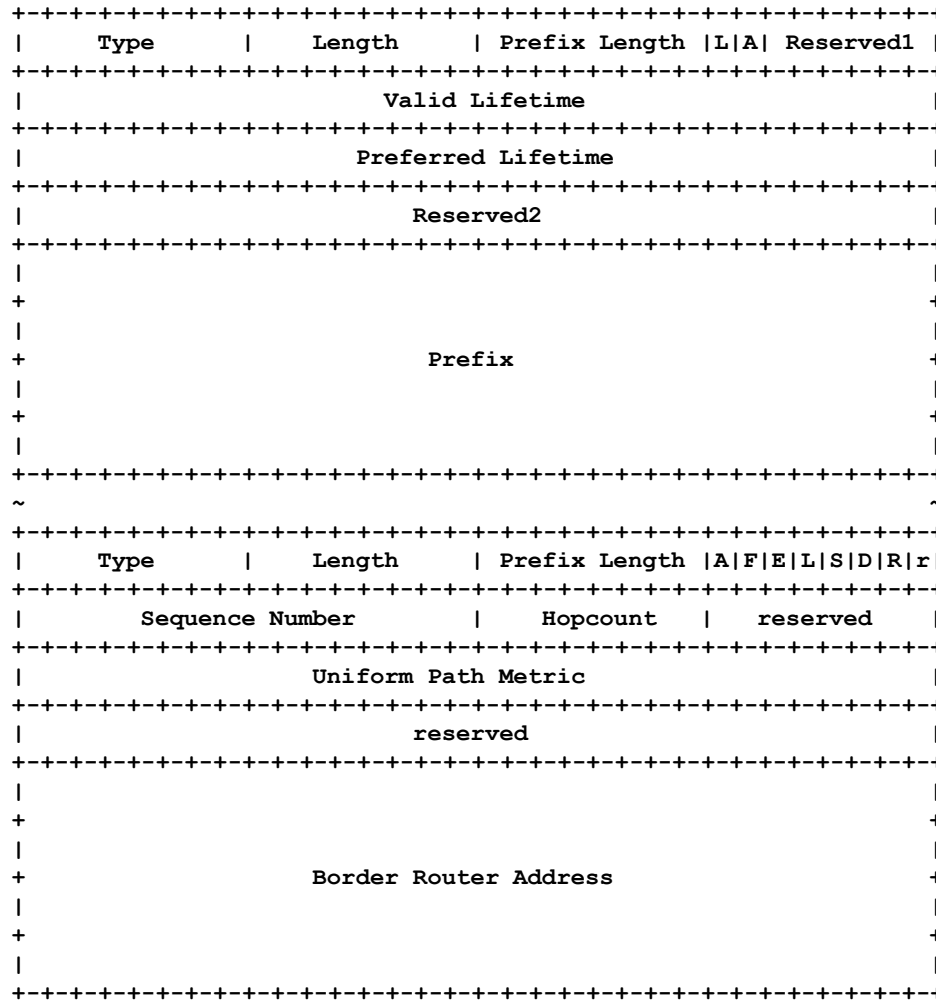 +-+-+-+-+-+-+-+-+-+-+-+-+-+-+-+-+-+-+-+-+-+-+-+-+-+-+-+-+-+-+-+-+
|     Type      |    Length     | Prefix Length |L|A| Reserved1 |
+-+-+-+-+-+-+-+-+-+-+-+-+-+-+-+-+-+-+-+-+-+-+-+-+-+-+-+-+-+-+-+-+
|                         Valid Lifetime                        |
+-+-+-+-+-+-+-+-+-+-+-+-+-+-+-+-+-+-+-+-+-+-+-+-+-+-+-+-+-+-+-+-+
|                       Preferred Lifetime                      |
+-+-+-+-+-+-+-+-+-+-+-+-+-+-+-+-+-+-+-+-+-+-+-+-+-+-+-+-+-+-+-+-+
|                           Reserved2                           |
+-+-+-+-+-+-+-+-+-+-+-+-+-+-+-+-+-+-+-+-+-+-+-+-+-+-+-+-+-+-+-+-+
|                                                               |
+                                                               +
|                                                               |
+                            Prefix                             +
|                                                               |
+                                                               +
|                                                               |
+-+-+-+-+-+-+-+-+-+-+-+-+-+-+-+-+-+-+-+-+-+-+-+-+-+-+-+-+-+-+-+-+
~                                                               ~
+-+-+-+-+-+-+-+-+-+-+-+-+-+-+-+-+-+-+-+-+-+-+-+-+-+-+-+-+-+-+-+-+
|     Type      |    Length     | Prefix Length |A|F|E|L|S|D|R|r|
+-+-+-+-+-+-+-+-+-+-+-+-+-+-+-+-+-+-+-+-+-+-+-+-+-+-+-+-+-+-+-+-+
|        Sequence Number        |    Hopcount   |   reserved    |
+-+-+-+-+-+-+-+-+-+-+-+-+-+-+-+-+-+-+-+-+-+-+-+-+-+-+-+-+-+-+-+-+
|                    Uniform Path Metric                        |
+-+-+-+-+-+-+-+-+-+-+-+-+-+-+-+-+-+-+-+-+-+-+-+-+-+-+-+-+-+-+-+-+
|                           reserved                            |
+-+-+-+-+-+-+-+-+-+-+-+-+-+-+-+-+-+-+-+-+-+-+-+-+-+-+-+-+-+-+-+-+
|                                                               |
+                                                               +
|                                                               |
+                    Border Router Address                      +
|                                                               |
+                                                               +
|                                                               |
+-+-+-+-+-+-+-+-+-+-+-+-+-+-+-+-+-+-+-+-+-+-+-+-+-+-+-+-+-+-+-+-+